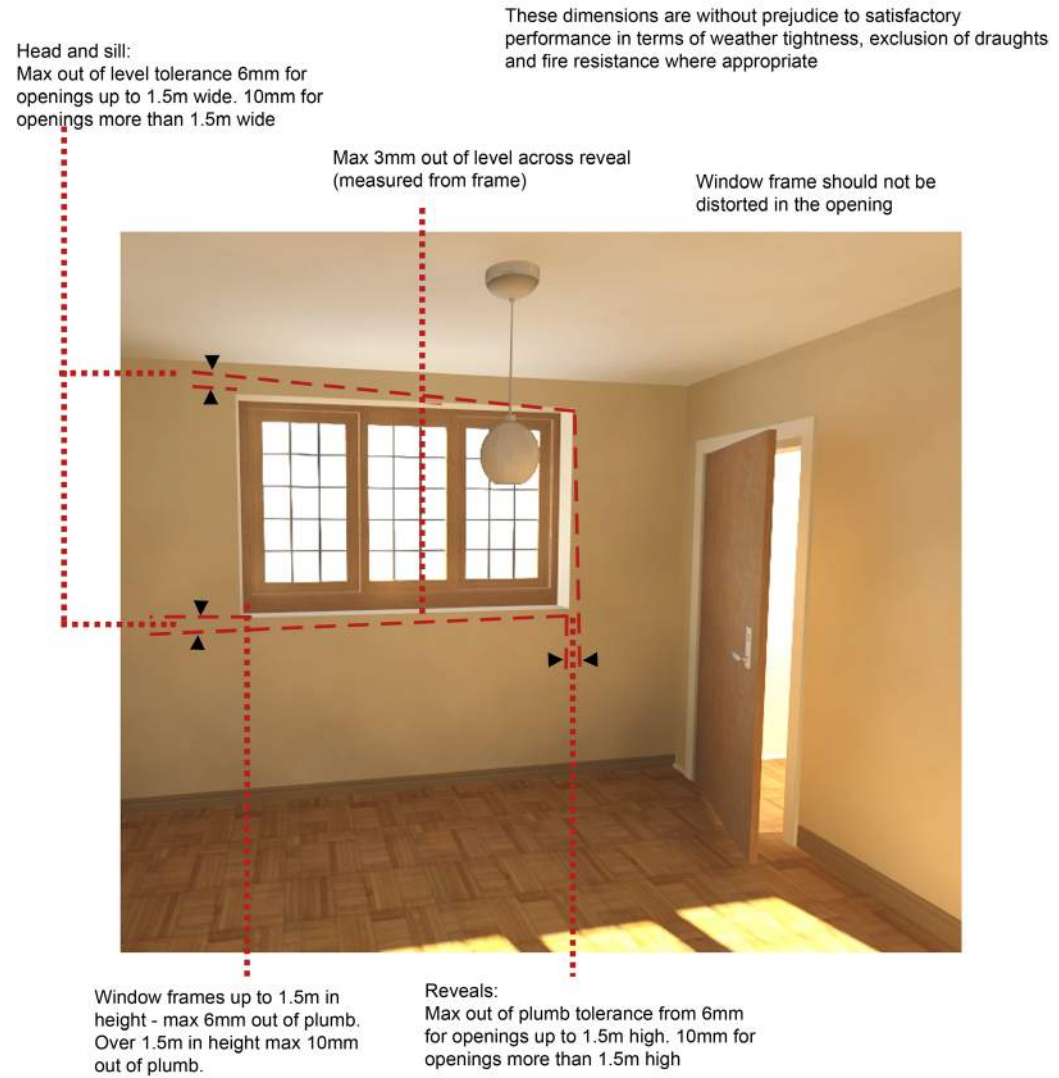 These dimensions are without prejudice to satisfactory
performance in terms of weather tightness, exclusion of draughts
and fire resistance where appropriate
Head and sill:
Max out of level tolerance 6mm for
openings up to 1.5m wide. 10mm for
openings more than 1.5m wide
Max 3mm out of level across reveal
(measured from frame)
Window frame should not be
distorted in the opening
Window frames up to 1.5m in
height - max 6mm out of plumb.
Over 1.5m in height max 10mm
out of plumb.
Reveals:
Max out of plumb tolerance from 6mm
for openings up to 1.5m high. 10mm for
openings more than 1.5m high